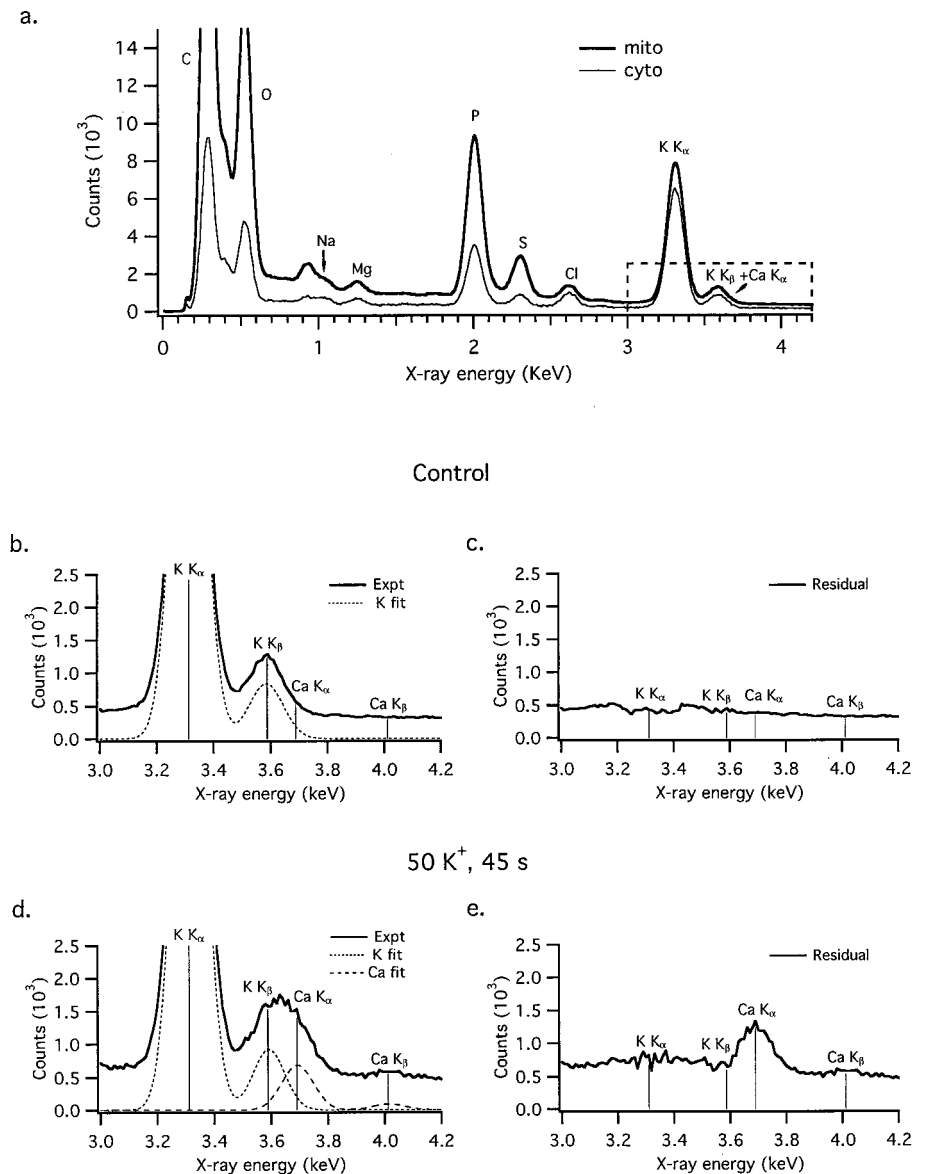 a.
14
12
10
8
6
4
2
0
Counts (10³)
C
O
Na
Mg
P
S
Cl
K Kα
K Kβ +Ca Kα
mito
cyto
0 1 2 3 4
X-ray energy (KeV)
Control
b.
2.5
2.0
1.5
1.0
0.5
0.0
Counts (10³)
K Kα
K Kβ
Ca Kα
Ca Kβ
Expt
K fit
3.0 3.2 3.4 3.6 3.8 4.0 4.2
X-ray energy (keV)
c.
2.5
2.0
1.5
1.0
0.5
0.0
Counts (10³)
Residual
K Kα
K Kβ
Ca Kα
Ca Kβ
3.0 3.2 3.4 3.6 3.8 4.0 4.2
X-ray energy (keV)
50 K⁺, 45 s
d.
2.5
2.0
1.5
1.0
0.5
0.0
Counts (10³)
K Kα
K Kβ
Ca Kα
Ca Kβ
Expt
K fit
Ca fit
3.0 3.2 3.4 3.6 3.8 4.0 4.2
X-ray energy (keV)
e.
2.5
2.0
1.5
1.0
0.5
0.0
Counts (10³)
Residual
K Kα
K Kβ
Ca Kα
Ca Kβ
3.0 3.2 3.4 3.6 3.8 4.0 4.2
X-ray energy (keV)